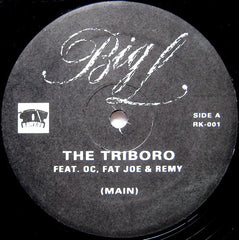 Big L
SIDE A
RK-001
THE TRIBORO
FEAT. OC, FAT JOE & REMY
(MAIN)